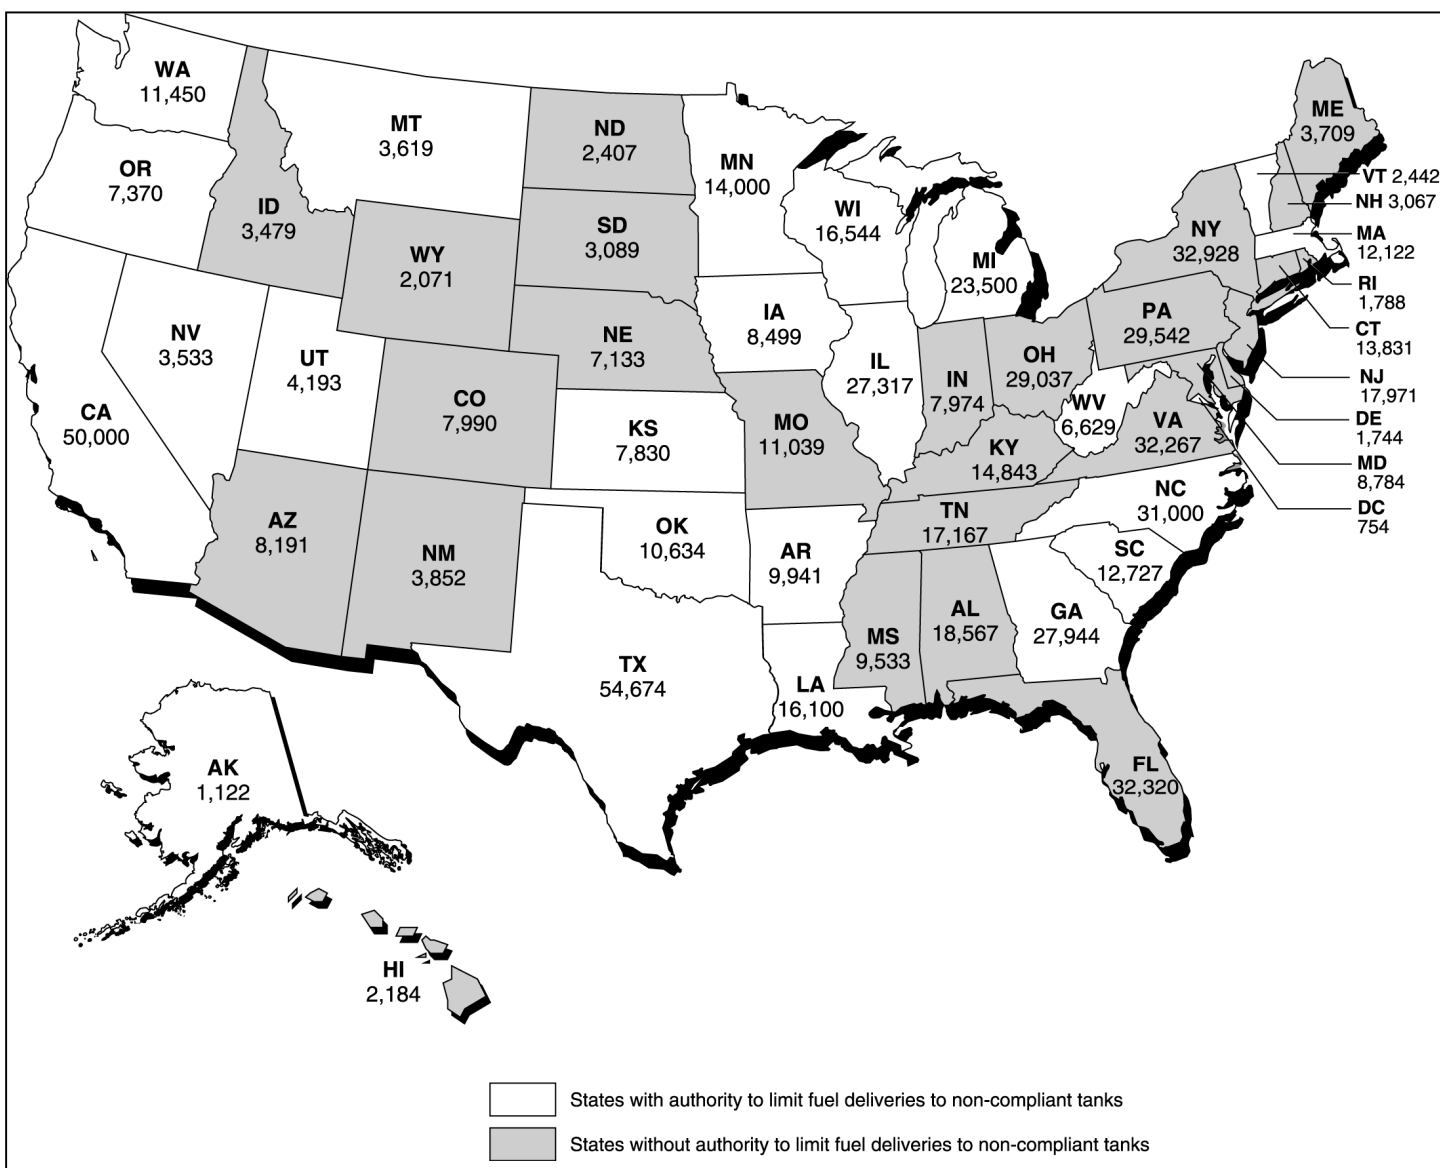 WA
11,450
MT
3,619
ND
2,407
MN
14,000
ME
3,709
OR
7,370
ID
3,479
WY
2,071
SD
3,089
WI
16,544
MI
23,500
NY
32,928
VT 2,442
NH 3,067
MA
12,122
RI
1,788
CT
13,831
NJ
17,971
DE
1,744
MD
8,784
DC
754
NV
3,533
UT
4,193
CO
7,990
NE
7,133
IA
8,499
IL
27,317
IN
7,974
OH
29,037
PA
29,542
CA
50,000
KS
7,830
MO
11,039
KY
14,843
WV
6,629
VA
32,267
AZ
8,191
NM
3,852
OK
10,634
AR
9,941
TN
17,167
NC
31,000
SC
12,727
TX
54,674
LA
16,100
MS
9,533
AL
18,567
GA
27,944
FL
32,320
AK
1,122
HI
2,184
States with authority to limit fuel deliveries to non-compliant tanks
States without authority to limit fuel deliveries to non-compliant tanks